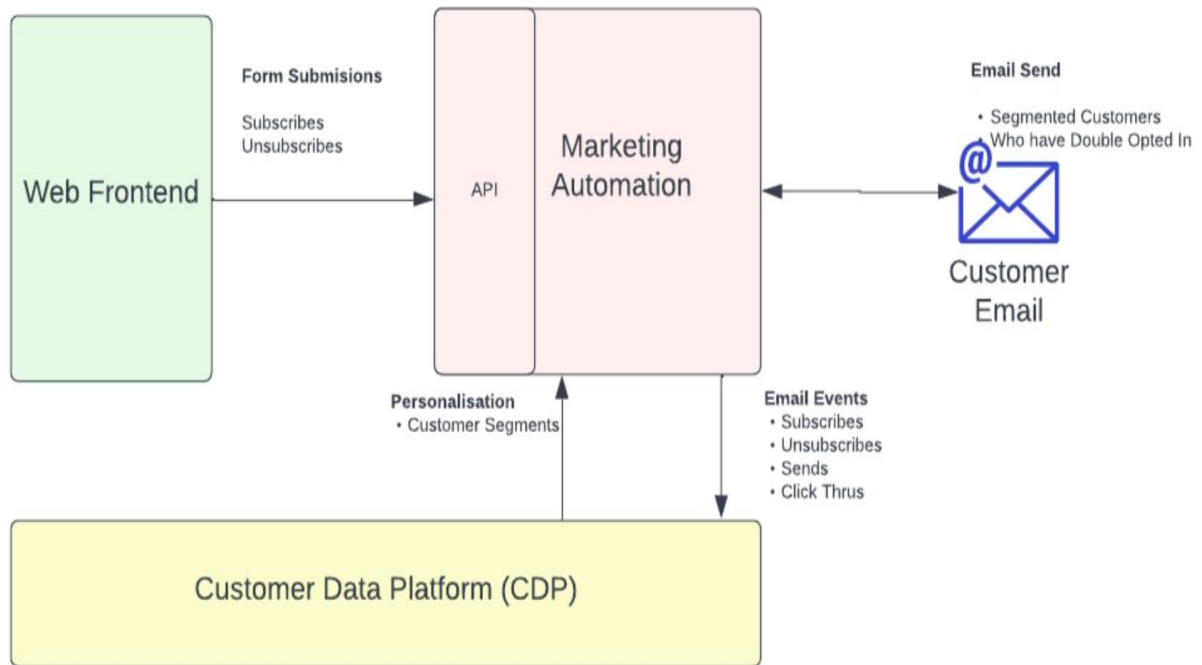 Web Frontend
Form Submisions
Subscribes
Unsubscribes
API
Marketing
Automation
Email Send
• Segmented Customers
• Who have Double Opted In
@
Customer
Email
Personalisation
• Customer Segments
Email Events
• Subscribes
• Unsubscribes
• Sends
• Click Thrus
Customer Data Platform (CDP)